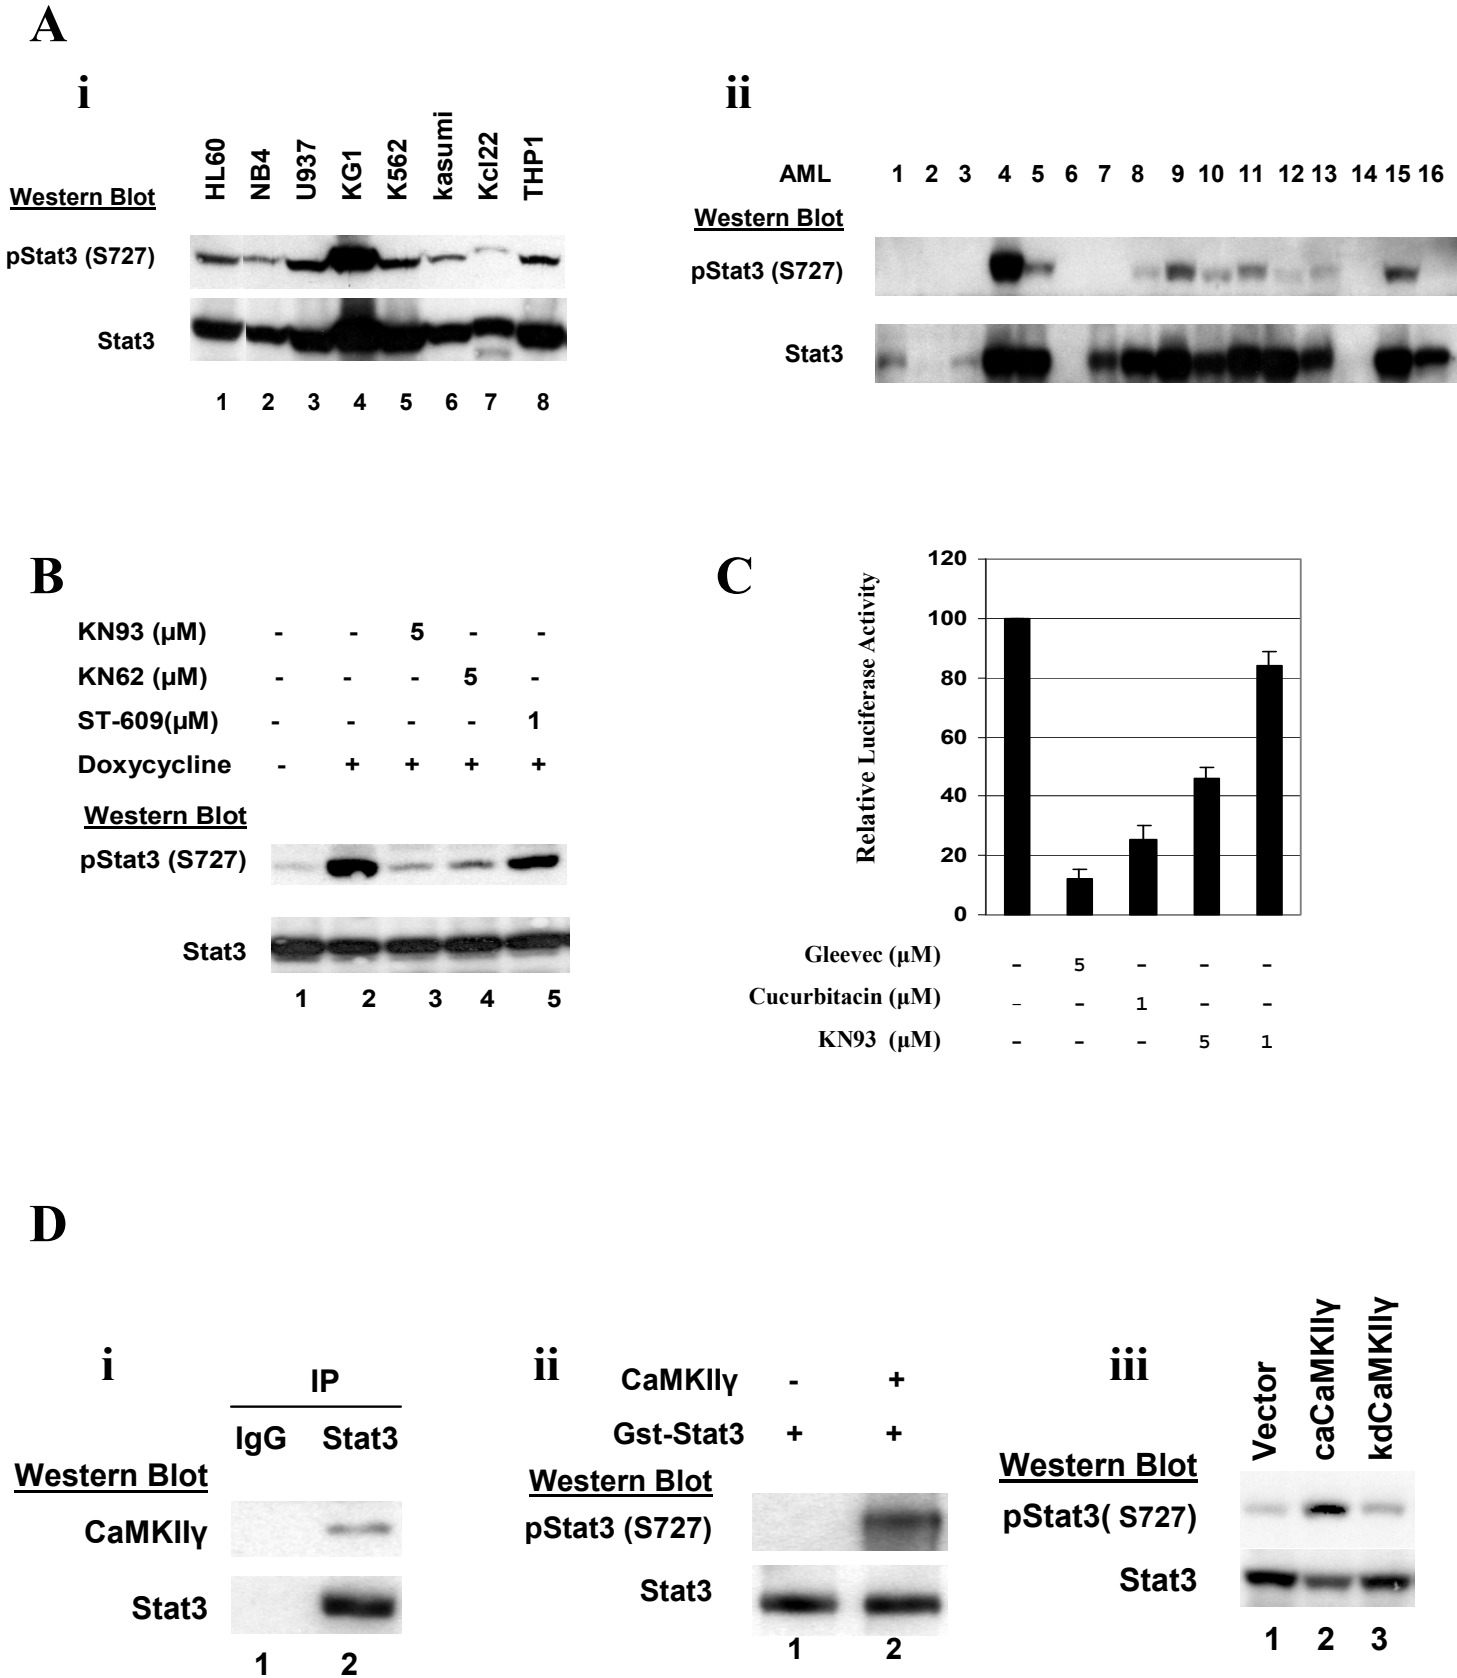 A
i
HL60 NB4 U937 KG1 K562 kasumi Kcl22 THP1
Western Blot
pStat3 (S727)
Stat3
1 2 3 4 5 6 7 8
ii
AML 1 2 3 4 5 6 7 8 9 10 11 12 13 14 15 16
Western Blot
pStat3 (S727)
Stat3
B
KN93 (µM) - - 5 - -
KN62 (µM) - - - 5 -
ST-609(µM) - - - - 1
Doxycycline - + + + +
Western Blot
pStat3 (S727)
Stat3
1 2 3 4 5
C
Relative Luciferase Activity
120
100
80
60
40
20
0
Gleevec (µM) - 5 - - -
Cucurbitacin (µM) - - 1 - -
KN93 (µM) - - - 5 1
D
i
IP
IgG Stat3
Western Blot
CaMKIIγ
Stat3
1 2
ii
CaMKIIγ - +
Gst-Stat3 + +
Western Blot
pStat3 (S727)
Stat3
1 2
iii
Vector caCaMKIIγ kdCaMKIIγ
Western Blot
pStat3( S727)
Stat3
1 2 3